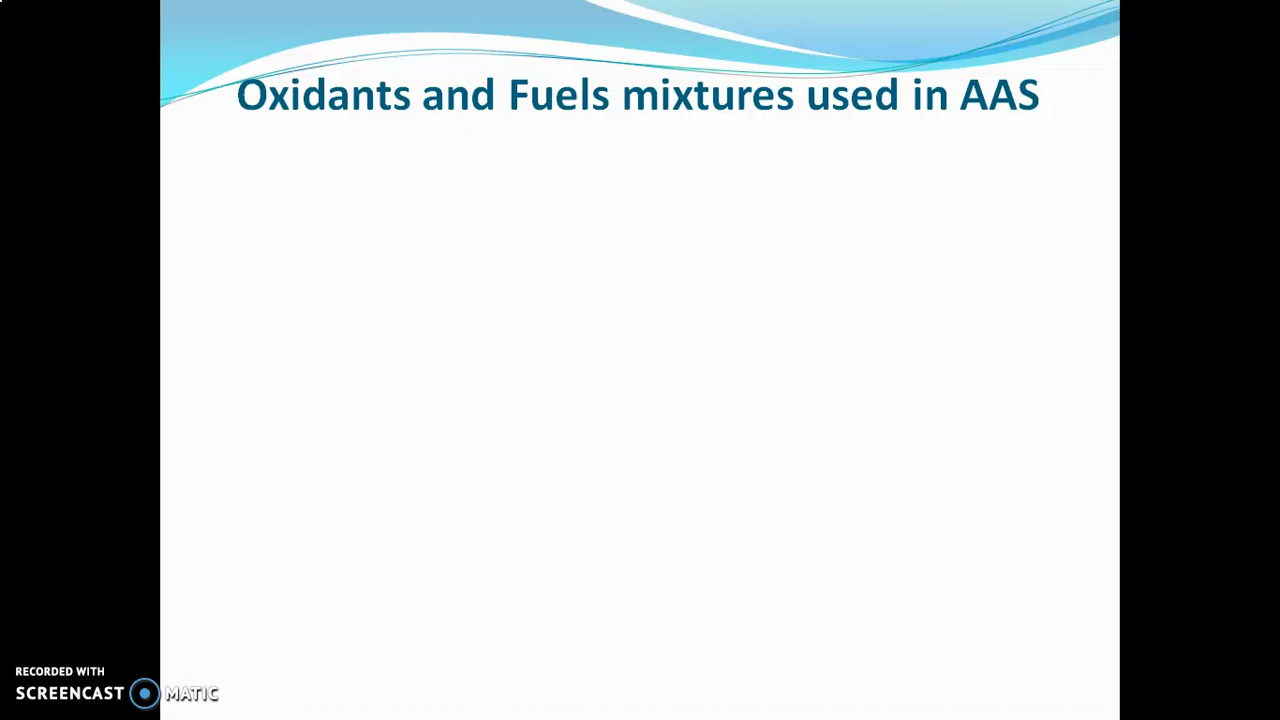 Oxidants and Fuels mixtures used in AAS
RECORDED WITH
SCREENCAST MATIC